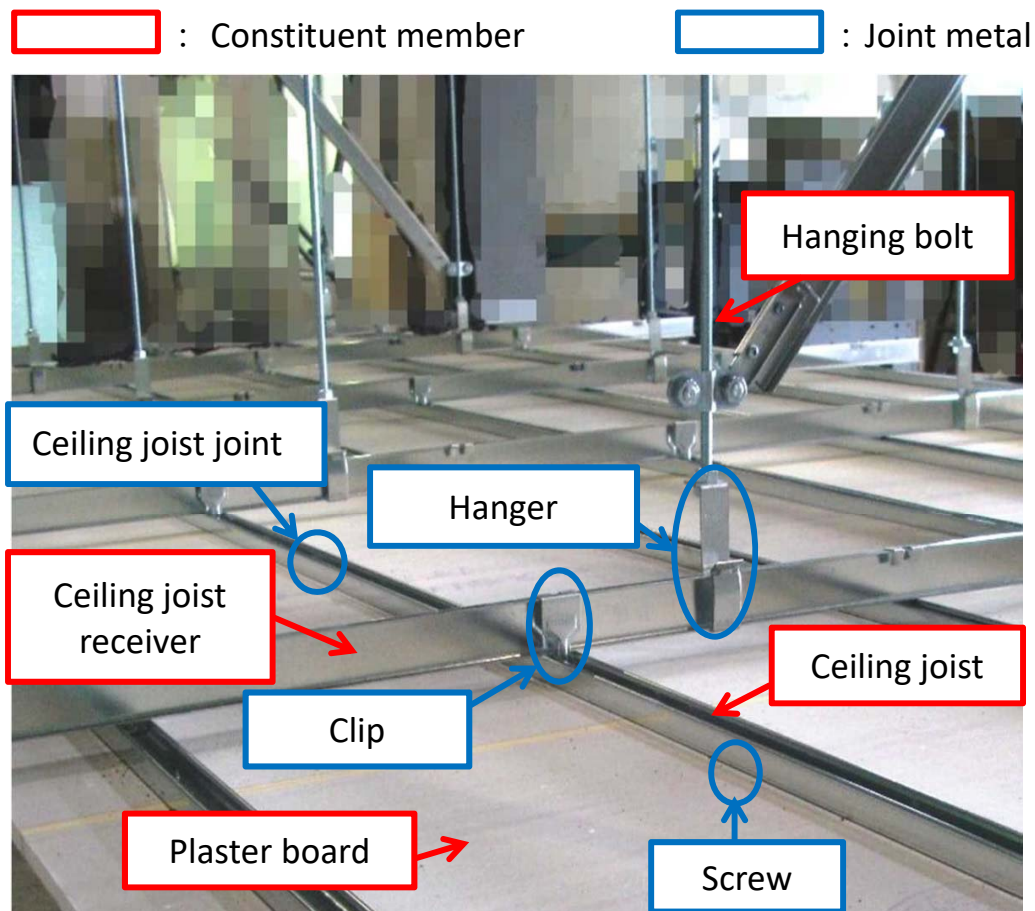 : Constituent member
: Joint metal
Hanging bolt
Ceiling joist joint
Hanger
Ceiling joist
receiver
Ceiling joist
Clip
Plaster board
Screw